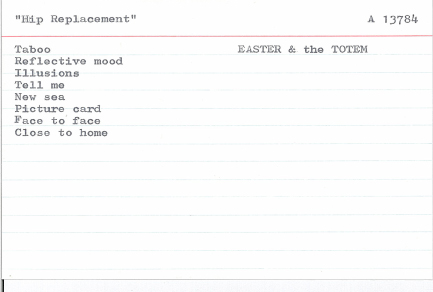 "Hip Replacement" A 13784
Taboo EASTER & the TOTEM
Reflective mood
Illusions
Tell me
New sea
Picture card
Face to face
Close to home